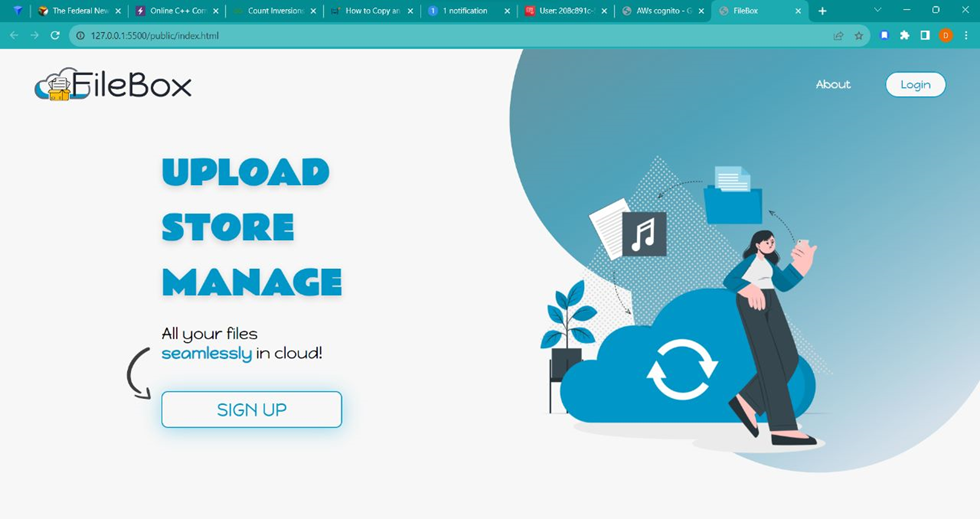 The Federal New
Online C++ Com
Count Inversions
How to Copy an
1 notification
User: 208c891c-
AWs cognito - G
FileBox
127.0.0.1:5500/public/index.html
D
FileBox
About
Login
UPLOAD
STORE
MANAGE
All your files
seamlessly in cloud!
SIGN UP